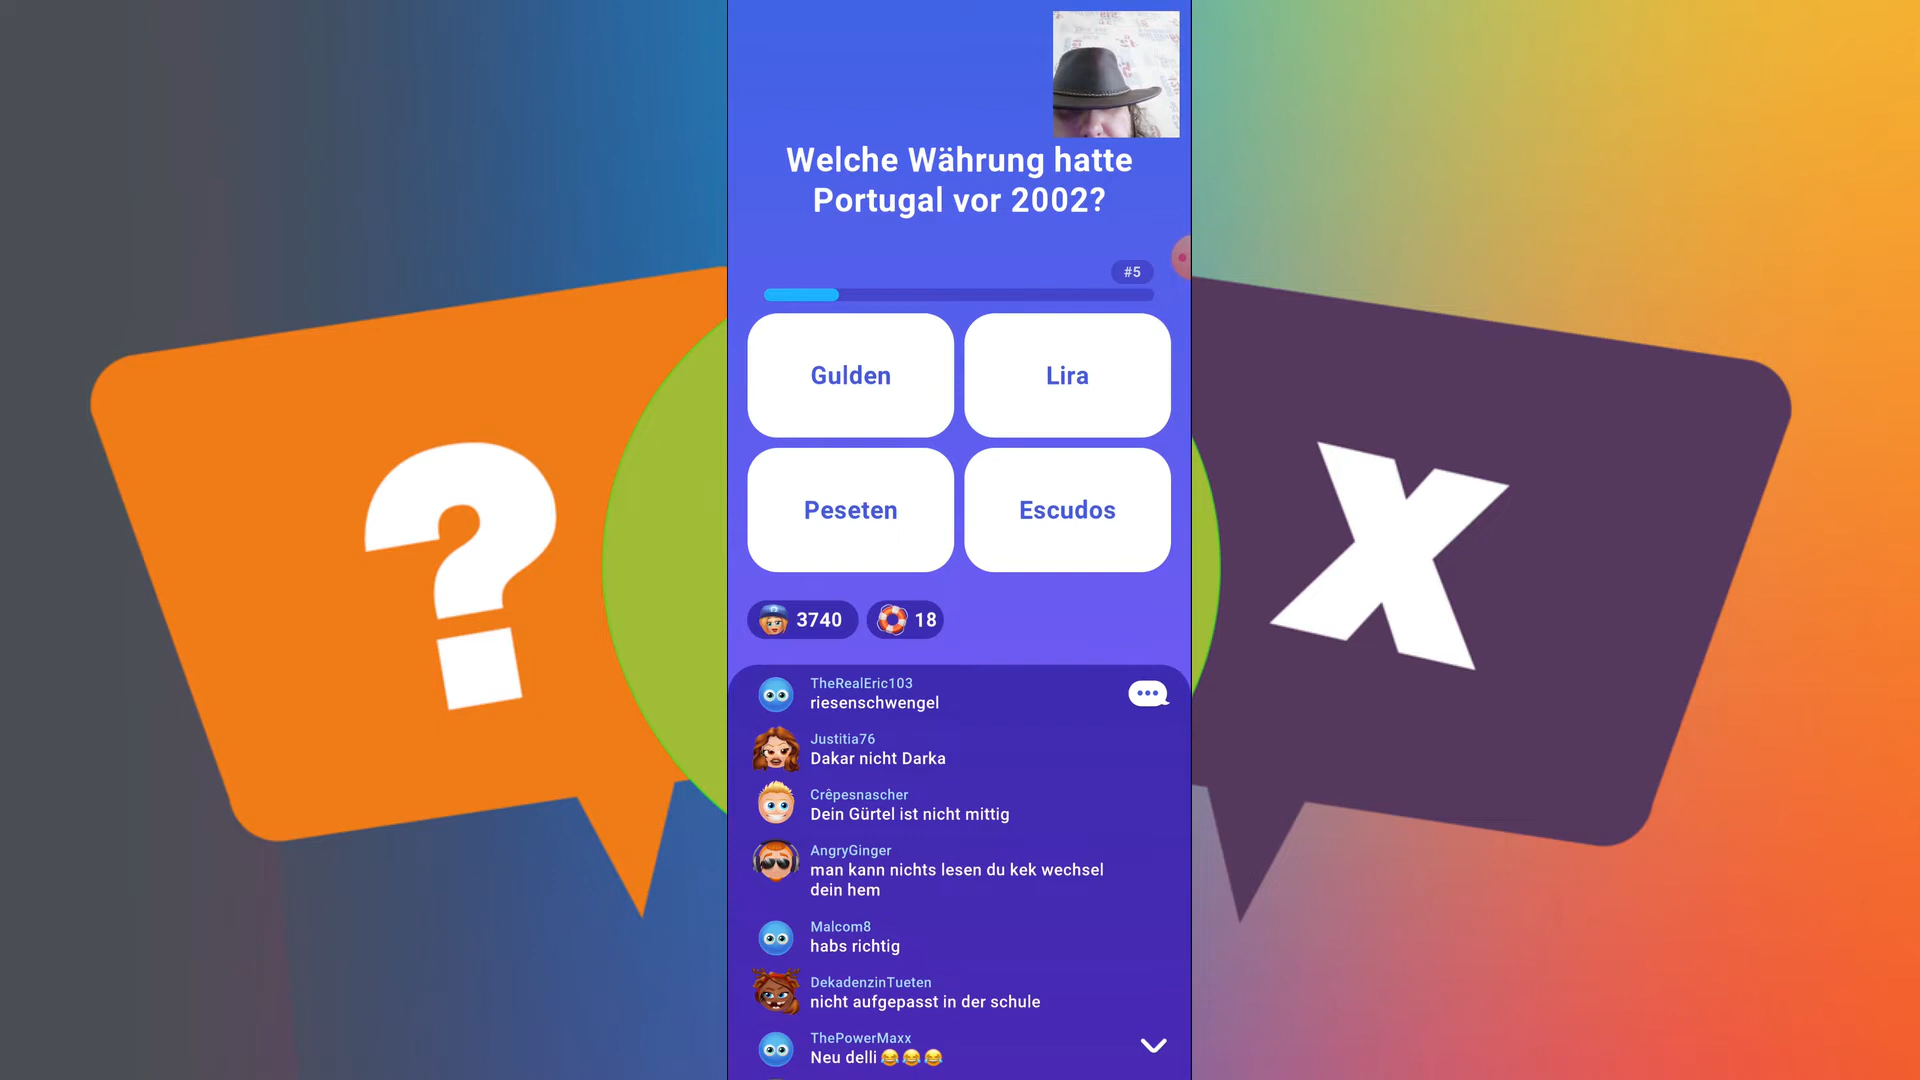 Welche Währung hatte
Portugal vor 2002?
#5
Gulden
Lira
Peseten
Escudos
3740
18
TheRealEric103
riesenschwengel
Justitia76
Dakar nicht Darka
Crêpesnascher
Dein Gürtel ist nicht mittig
AngryGinger
man kann nichts lesen du kek wechsel
dein hem
Malcom8
habs richtig
DekadenzinTueten
nicht aufgepasst in der schule
ThePowerMaxx
Neu delli 😂😂😂
?
X